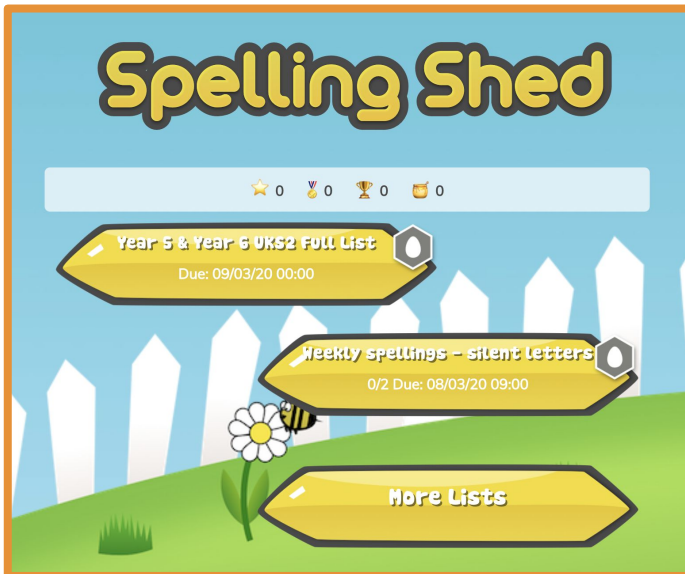 Spelling Shed
0 0 0 0
Year 5 & Year 6 UKS2 Full List
Due: 09/03/20 00:00
Weekly spellings - silent letters
0/2 Due: 08/03/20 09:00
More Lists